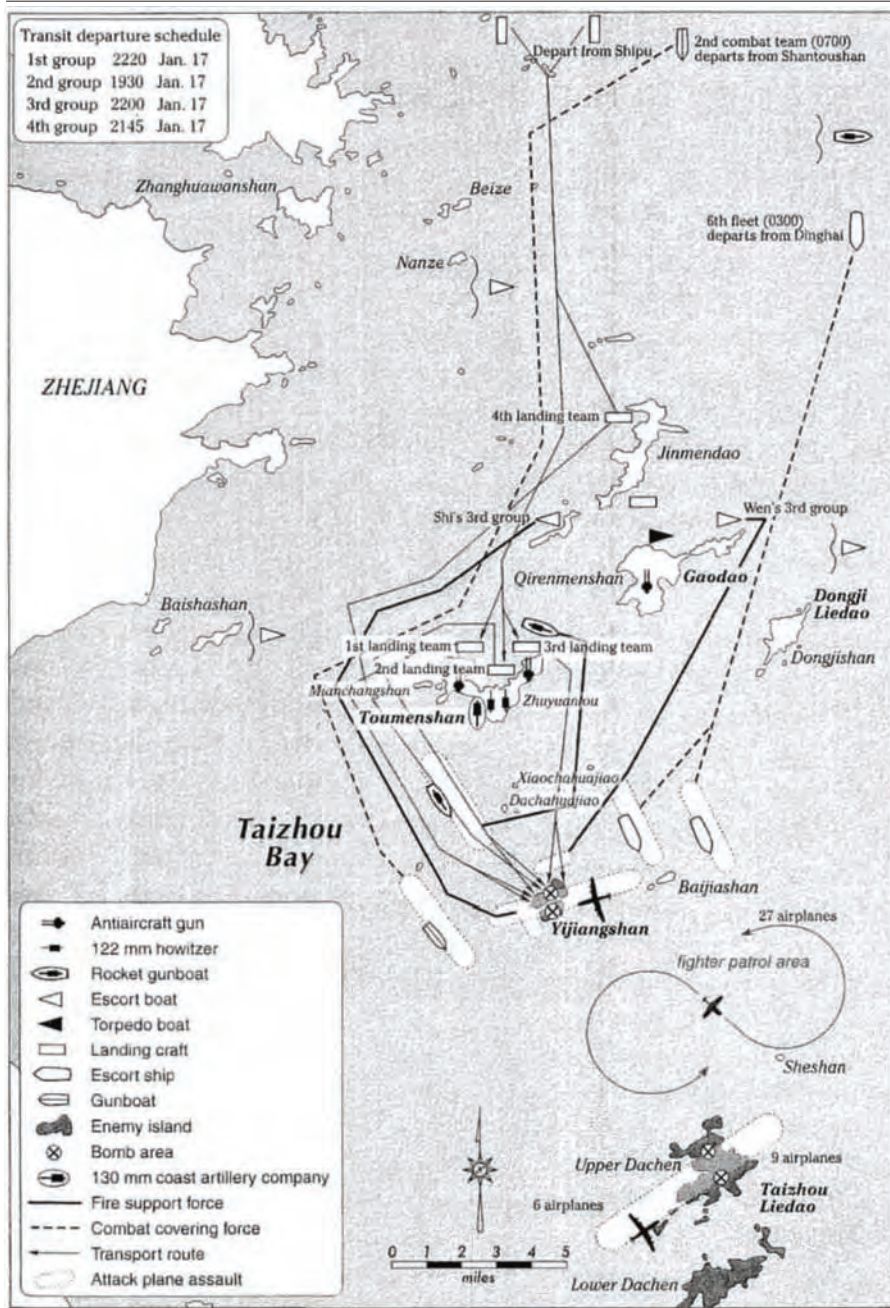 Transit departure schedule
1st group 2220 Jan. 17
2nd group 1930 Jan. 17
3rd group 2200 Jan. 17
4th group 2145 Jan. 17
Depart from Shipu
2nd combat team (0700)
departs from Shantoushan
Zhanghuawanshan
Beize
6th fleet (0300)
departs from Dinghai
Nanze
ZHEJIANG
4th landing team
Jinmendao
Shi's 3rd group
Wen's 3rd group
Qirenmenshan
Gaodao
Dongji
Liedao
Baishashan
1st landing team
3rd landing team
2nd landing team
Dongjishan
Mianchangshan
Zhuyuantou
Toumenshan
Xiaochahuajiao
Dachahuajiao
Taizhou
Bay
Baijiashan
Yijiangshan
27 airplanes
fighter patrol area
Sheshan
Antiaircraft gun
122 mm howitzer
Rocket gunboat
Escort boat
Torpedo boat
Landing craft
Escort ship
Gunboat
Enemy island
Bomb area
130 mm coast artillery company
Fire support force
Combat covering force
Transport route
Attack plane assault
Upper Dachen
9 airplanes
Taizhou
Liedao
6 airplanes
0 1 2 3 4 5
miles
Lower Dachen